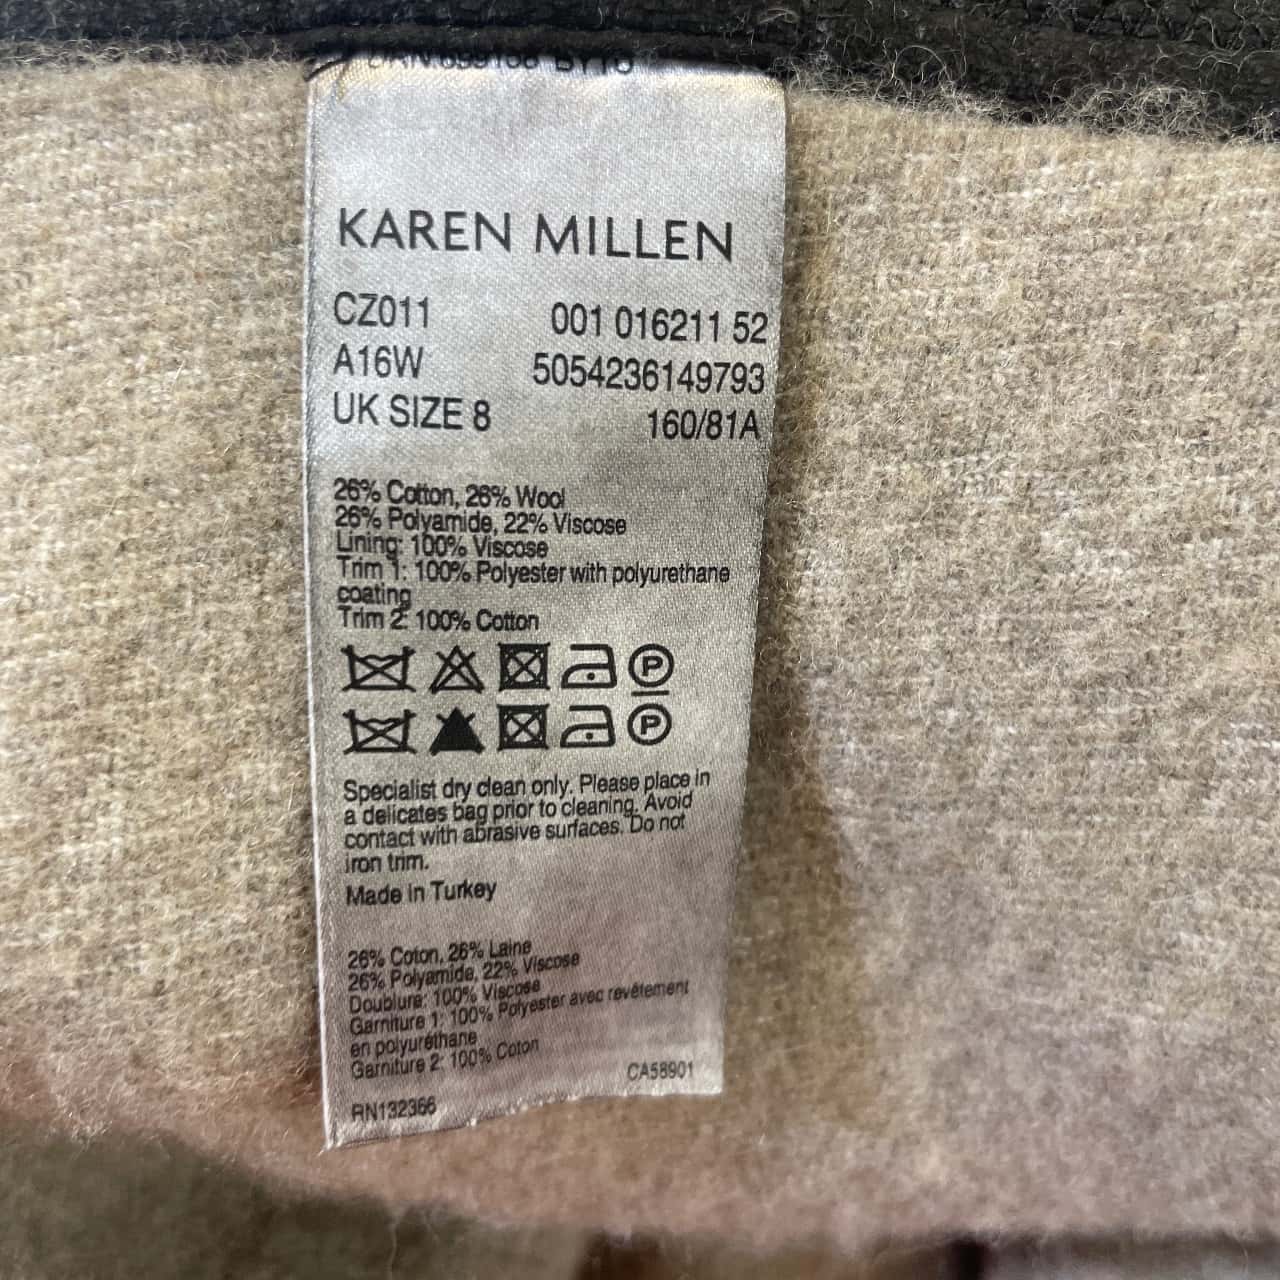 KAREN MILLEN
CZ011 001 016211 52
A16W 5054236149793
UK SIZE 8 160/81A
26% Cotton, 26% Wool
26% Polyamide, 22% Viscose
Lining: 100% Viscose
Trim 1: 100% Polyester with polyurethane
coating
Trim 2: 100% Cotton
P
P
Specialist dry clean only. Please place in
a delicates bag prior to cleaning. Avoid
contact with abrasive surfaces. Do not
iron trim.
Made in Turkey
26% Coton, 26% Laine
26% Polyamide, 22% Viscose
Doublure: 100% Viscose
Garniture 1: 100% Polyester avec revêtement
en polyuréthane
Garniture 2: 100% Coton
CA58901
RN132366